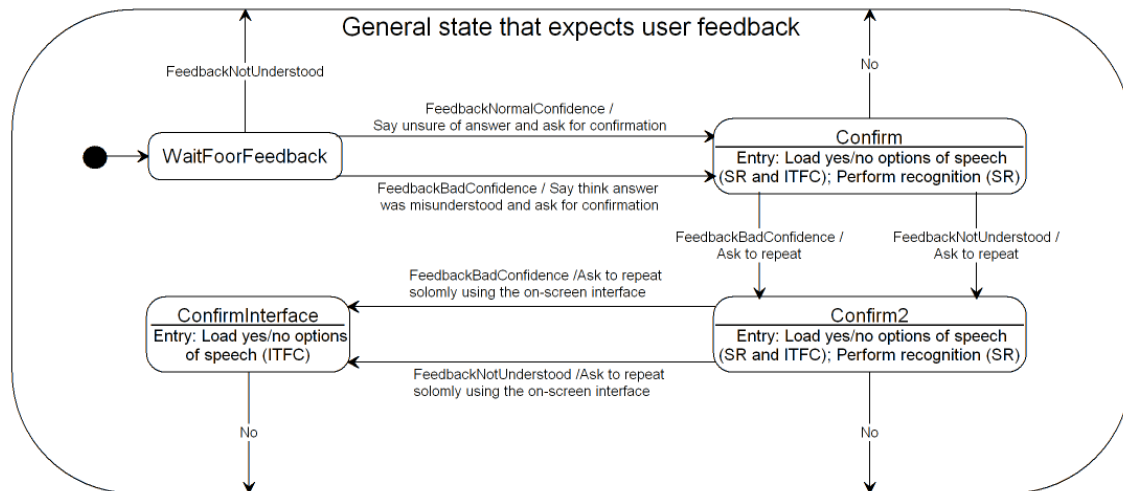 General state that expects user feedback
FeedbackNotUnderstood
No
FeedbackNormalConfidence /
Say unsure of answer and ask for confirmation
WaitFoorFeedback
Confirm
Entry: Load yes/no options of speech
(SR and ITFC); Perform recognition (SR)
FeedbackBadConfidence / Say think answer
was misunderstood and ask for confirmation
FeedbackBadConfidence /
Ask to repeat
FeedbackNotUnderstood /
Ask to repeat
FeedbackBadConfidence /Ask to repeat
solomly using the on-screen interface
ConfirmInterface
Entry: Load yes/no options
of speech (ITFC)
Confirm2
Entry: Load yes/no options of speech
(SR and ITFC); Perform recognition (SR)
FeedbackNotUnderstood /Ask to repeat
solomly using the on-screen interface
No
No